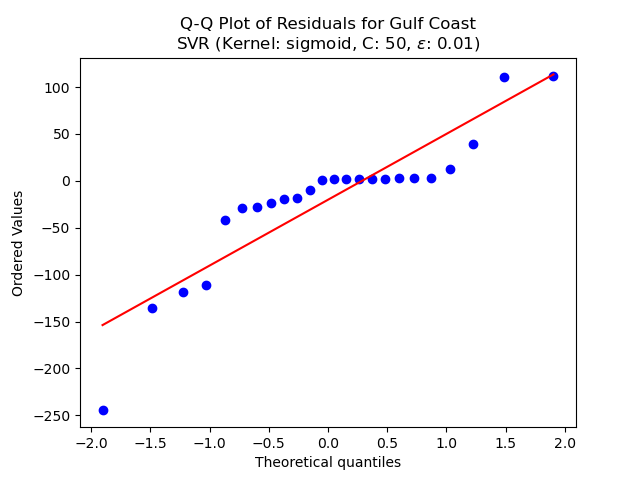 Q-Q Plot of Residuals for Gulf Coast
SVR (Kernel: sigmoid, C: 50, ε: 0.01)
Ordered Values
100
50
0
−50
−100
−150
−200
−250
−2.0 −1.5 −1.0 −0.5 0.0 0.5 1.0 1.5 2.0
Theoretical quantiles